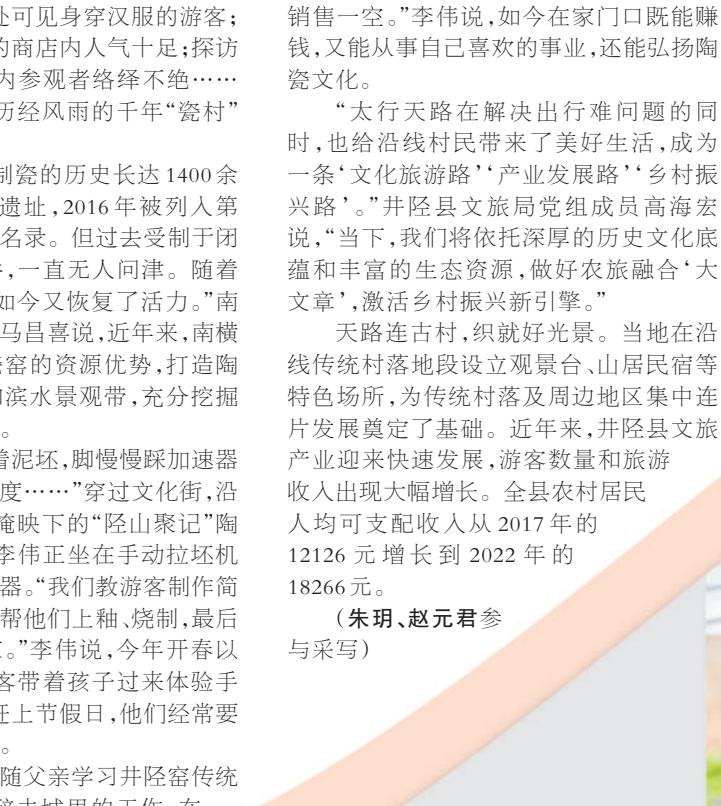 处可见身穿汉服的游客；
的商店内人气十足；探访
内参观者络绎不绝……
历经风雨的千年“瓷村”
制瓷的历史长达1400余
遗址，2016年被列入第
名录。但过去受制于闭
，一直无人问津。随着
如今又恢复了活力。”南
马昌喜说，近年来，南横
窑的资源优势，打造陶
滨水景观带，充分挖掘
。
着泥坯，脚慢慢踩加速器
度……”穿过文化街，沿
掩映下的“陉山聚记”陶
李伟正坐在手动拉坯机
器。“我们教游客制作简
帮他们上釉、烧制，最后
。”李伟说，今年开春以
客带着孩子过来体验手
赶上节假日，他们经常要
。
随父亲学习井陉窑传统
辞去城里的工作，在
销售一空。”李伟说，如今在家门口既能赚
钱，又能从事自己喜欢的事业，还能弘扬陶
瓷文化。
“太行天路在解决出行难问题的同
时，也给沿线村民带来了美好生活，成为
一条‘文化旅游路’‘产业发展路’‘乡村振
兴路’。”井陉县文旅局党组成员高海宏
说，“当下，我们将依托深厚的历史文化底
蕴和丰富的生态资源，做好农旅融合‘大
文章’，激活乡村振兴新引擎。”
天路连古村，织就好光景。当地在沿
线传统村落地段设立观景台、山居民宿等
特色场所，为传统村落及周边地区集中连
片发展奠定了基础。近年来，井陉县文旅
产业迎来快速发展，游客数量和旅游
收入出现大幅增长。全县农村居民
人均可支配收入从2017年的
12126元增长到2022年的
18266元。
（朱玥、赵元君参
与采写）